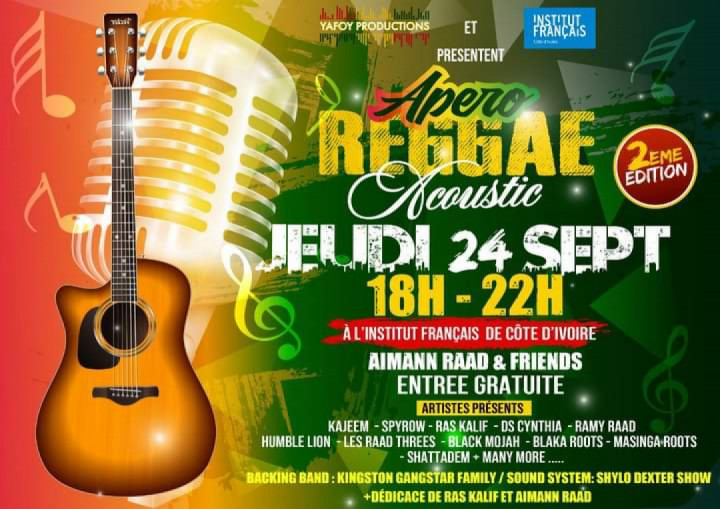 YAFOY PRODUCTIONS
ET
INSTITUT
FRANÇAIS
Côte d'Ivoire
PRESENTENT
Apero
REGGAE
Acoustic
2EME
EDITION
JEUDI 24 SEPT
18H - 22H
À L'INSTITUT FRANÇAIS DE CÔTE D'IVOIRE
AIMANN RAAD & FRIENDS
ENTREE GRATUITE
ARTISTES PRÉSENTS
KAJEEM - SPYROW - RAS KALIF - DS CYNTHIA - RAMY RAAD
HUMBLE LION - LES RAAD THREES - BLACK MOJAH - BLAKA ROOTS - MASINGA ROOTS
- SHATTADEM + MANY MORE .....
BACKING BAND : KINGSTON GANGSTAR FAMILY / SOUND SYSTEM: SHYLO DEXTER SHOW
+DÉDICACE DE RAS KALIF ET AIMANN RAAD